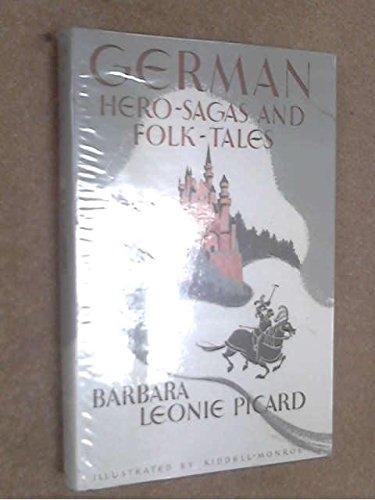 GERMAN
HERO-SAGAS AND
FOLK-TALES
BARBARA
LEONIE PICARD
ILLUSTRATED BY KIDDELL-MONROE